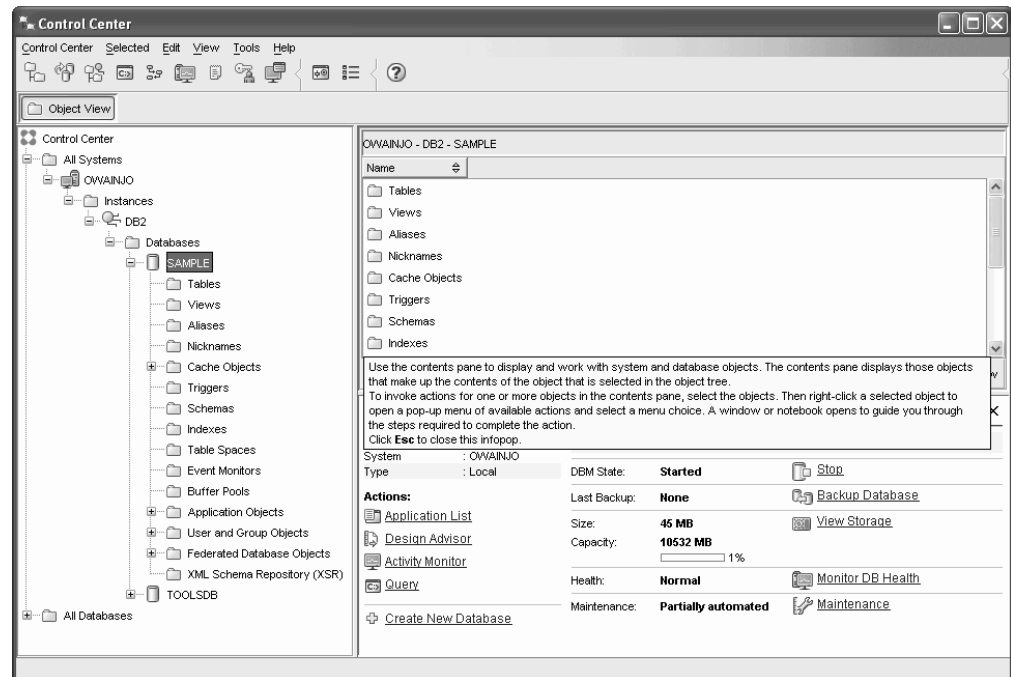 Control Center
Control Center Selected Edit View Tools Help
Object View
Control Center
All Systems
OWAINJO
Instances
DB2
Databases
SAMPLE
Tables
Views
Aliases
Nicknames
Cache Objects
Triggers
Schemas
Indexes
Table Spaces
Event Monitors
Buffer Pools
Application Objects
User and Group Objects
Federated Database Objects
XML Schema Repository (XSR)
TOOLSDB
All Databases
OWAINJO - DB2 - SAMPLE
Name
Tables
Views
Aliases
Nicknames
Cache Objects
Triggers
Schemas
Indexes
Use the contents pane to display and work with system and database objects. The contents pane displays those objects
that make up the contents of the object that is selected in the object tree.
To invoke actions for one or more objects in the contents pane, select the objects. Then right-click a selected object to
open a pop-up menu of available actions and select a menu choice. A window or notebook opens to guide you through
the steps required to complete the action.
Click Esc to close this infopop.
System : OWAINJO
Type : Local
Actions:
Application List
Design Advisor
Activity Monitor
Query
Create New Database
DBM State: Started Stop
Last Backup: None Backup Database
Size: 45 MB View Storage
Capacity: 10532 MB
1%
Health: Normal Monitor DB Health
Maintenance: Partially automated Maintenance